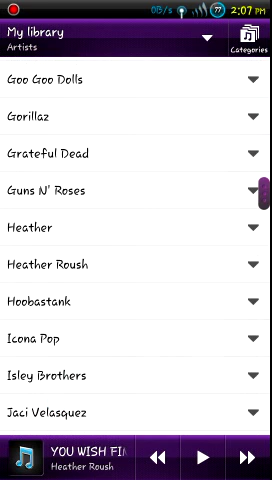 0B/s 77 2:07 PM
My library
Artists
Categories
Goo Goo Dolls
Gorillaz
Grateful Dead
Guns N' Roses
Heather
Heather Roush
Hoobastank
Icona Pop
Isley Brothers
Jaci Velasquez
YOU WISH FIN
Heather Roush